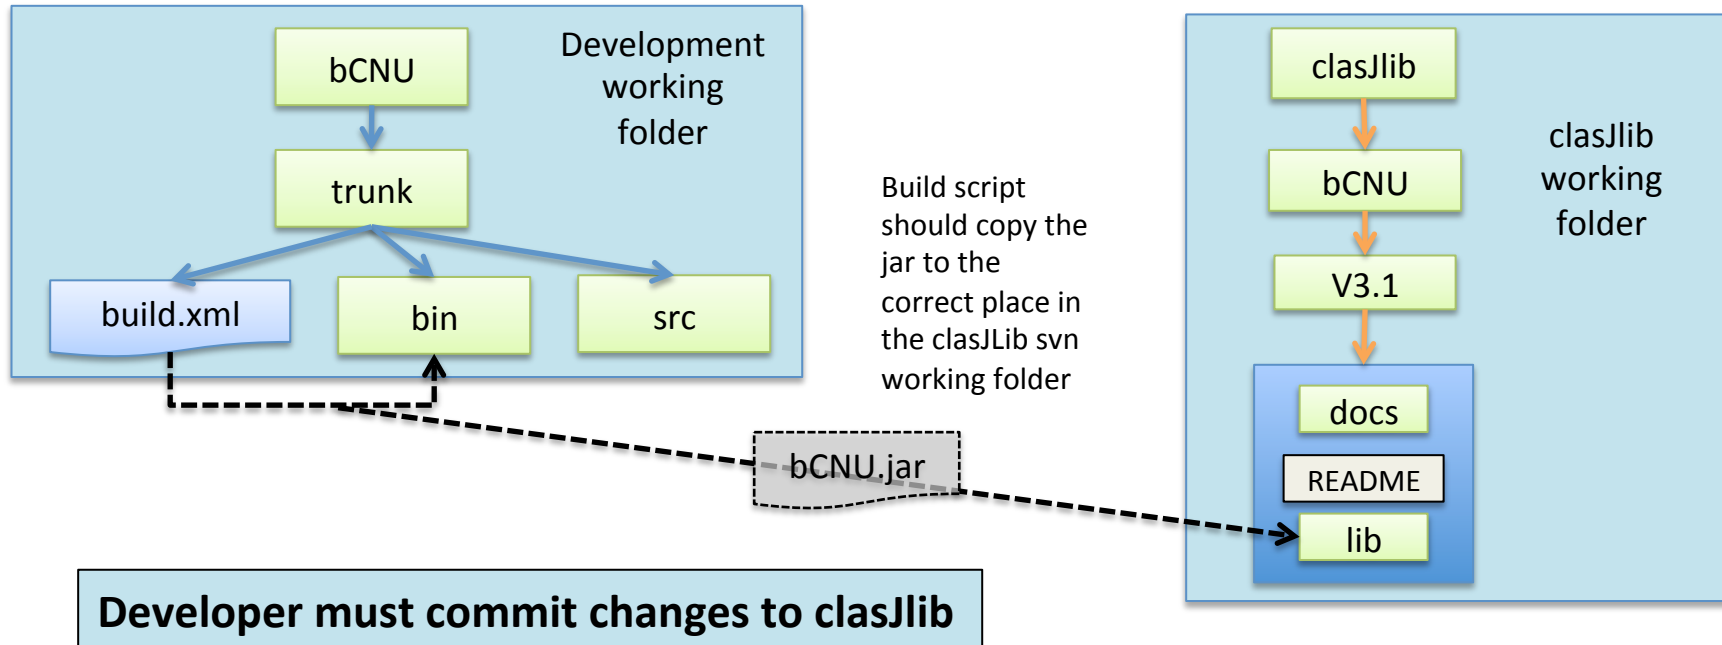 bCNU
Development
working
folder
trunk
build.xml
bin
src
Build script
should copy the
jar to the
correct place in
the clasJLib svn
working folder
bCNU.jar
clasJlib
bCNU
V3.1
clasJlib
working
folder
docs
README
lib
Developer must commit changes to clasJlib